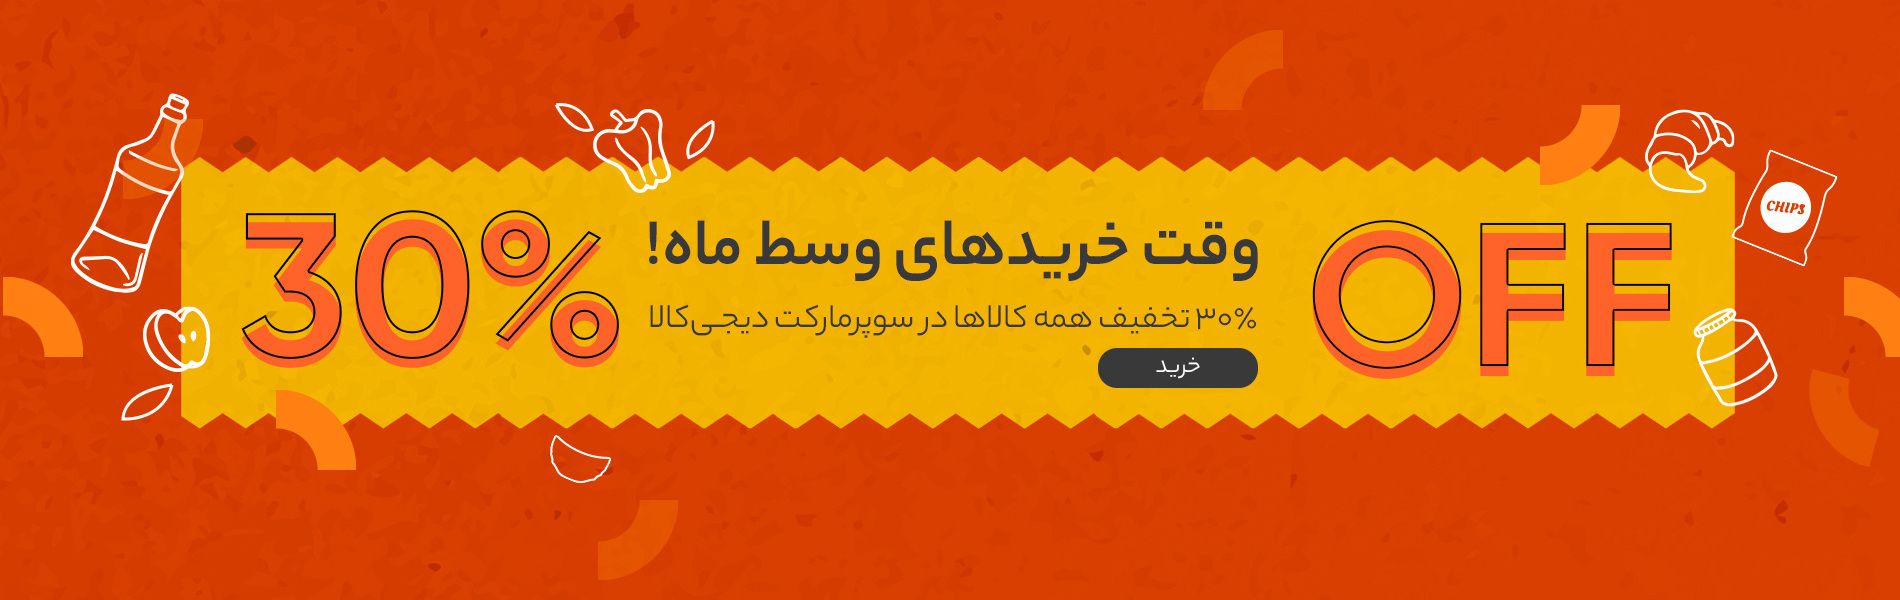 30%
وقت خریدهای وسط ماه!
۳۰% تخفیف همه کالاها در سوپرمارکت دیجی‌کالا
خرید
OFF
CHIPS